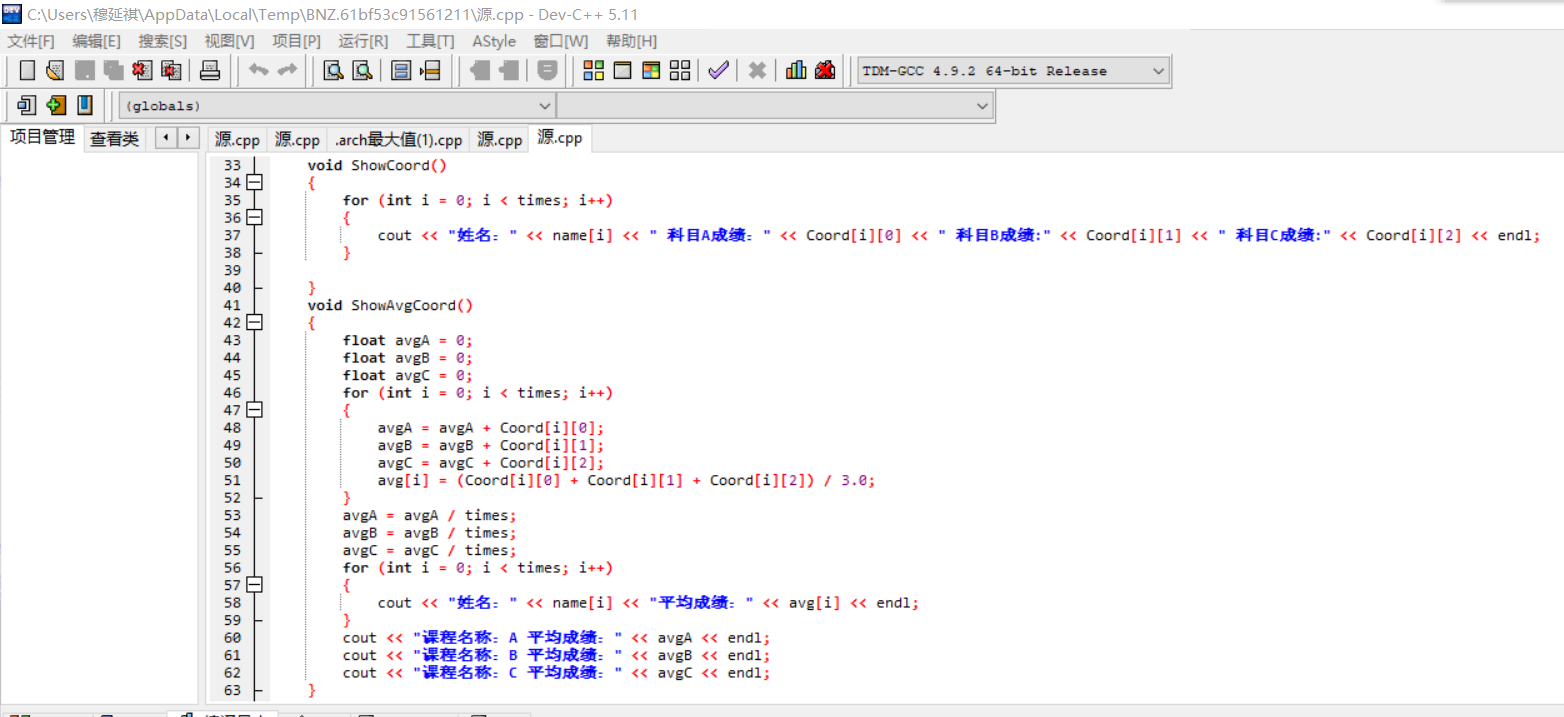 C:\Users\穆延祺\AppData\Local\Temp\BNZ.61bf53c91561211\源.cpp - Dev-C++ 5.11
文件[F] 编辑[E] 搜索[S] 视图[V] 项目[P] 运行[R] 工具[T] AStyle 窗口[W] 帮助[H]
TDM-GCC 4.9.2 64-bit Release
(globals)
项目管理 查看类 源.cpp 源.cpp .arch最大值(1).cpp 源.cpp 源.cpp
33 void ShowCoord()
34 {
35 for (int i = 0; i < times; i++)
36 {
37 cout << "姓名: " << name[i] << " 科目A成绩: " << Coord[i][0] << " 科目B成绩:" << Coord[i][1] << " 科目C成绩:" << Coord[i][2] << endl;
38 }
39
40 }
41 void ShowAvgCoord()
42 {
43 float avgA = 0;
44 float avgB = 0;
45 float avgC = 0;
46 for (int i = 0; i < times; i++)
47 {
48 avgA = avgA + Coord[i][0];
49 avgB = avgB + Coord[i][1];
50 avgC = avgC + Coord[i][2];
51 avg[i] = (Coord[i][0] + Coord[i][1] + Coord[i][2]) / 3.0;
52 }
53 avgA = avgA / times;
54 avgB = avgB / times;
55 avgC = avgC / times;
56 for (int i = 0; i < times; i++)
57 {
58 cout << "姓名: " << name[i] << "平均成绩: " << avg[i] << endl;
59 }
60 cout << "课程名称: A 平均成绩: " << avgA << endl;
61 cout << "课程名称: B 平均成绩: " << avgB << endl;
62 cout << "课程名称: C 平均成绩: " << avgC << endl;
63 }